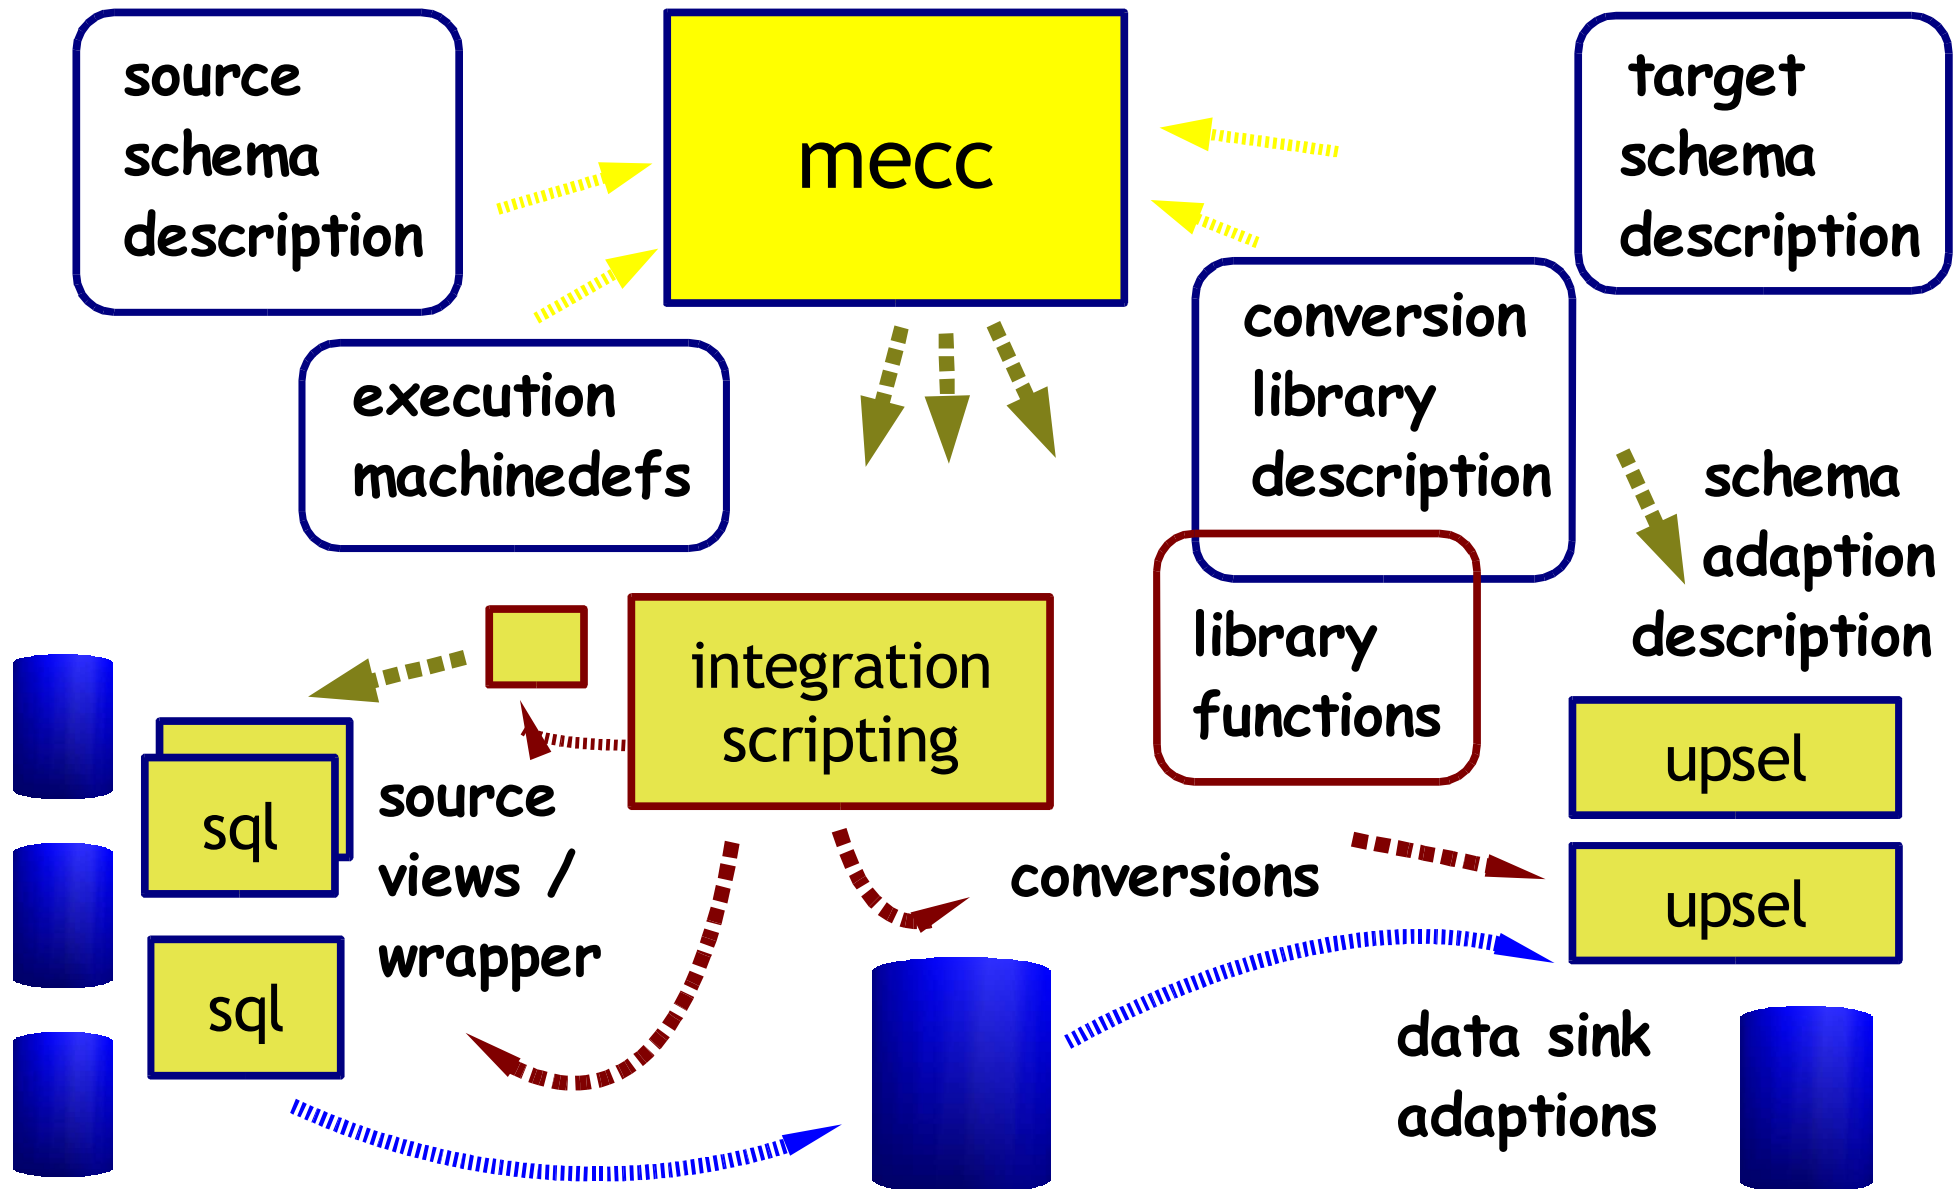 source
schema
description
mecc
target
schema
description
execution
machinedefs
conversion
library
description
schema
adaption
description
library
functions
integration
scripting
sql
source
views /
wrapper
sql
conversions
upsel
upsel
data sink
adaptions